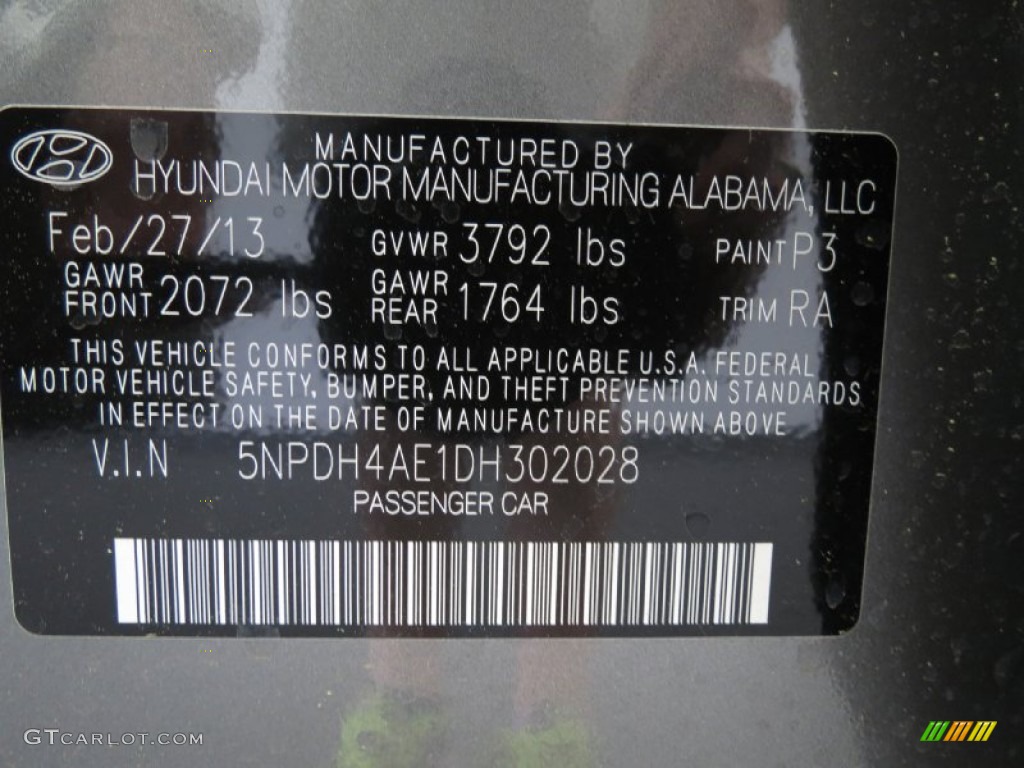 MANUFACTURED BY
HYUNDAI MOTOR MANUFACTURING ALABAMA, LLC
Feb/27/13 GVWR 3792 lbs PAINT P3
GAWR FRONT 2072 lbs GAWR REAR 1764 lbs TRIM RA
THIS VEHICLE CONFORMS TO ALL APPLICABLE U.S.A. FEDERAL
MOTOR VEHICLE SAFETY, BUMPER, AND THEFT PREVENTION STANDARDS
IN EFFECT ON THE DATE OF MANUFACTURE SHOWN ABOVE
V.I.N 5NPDH4AE1DH302028
PASSENGER CAR
GTCARLOT.COM